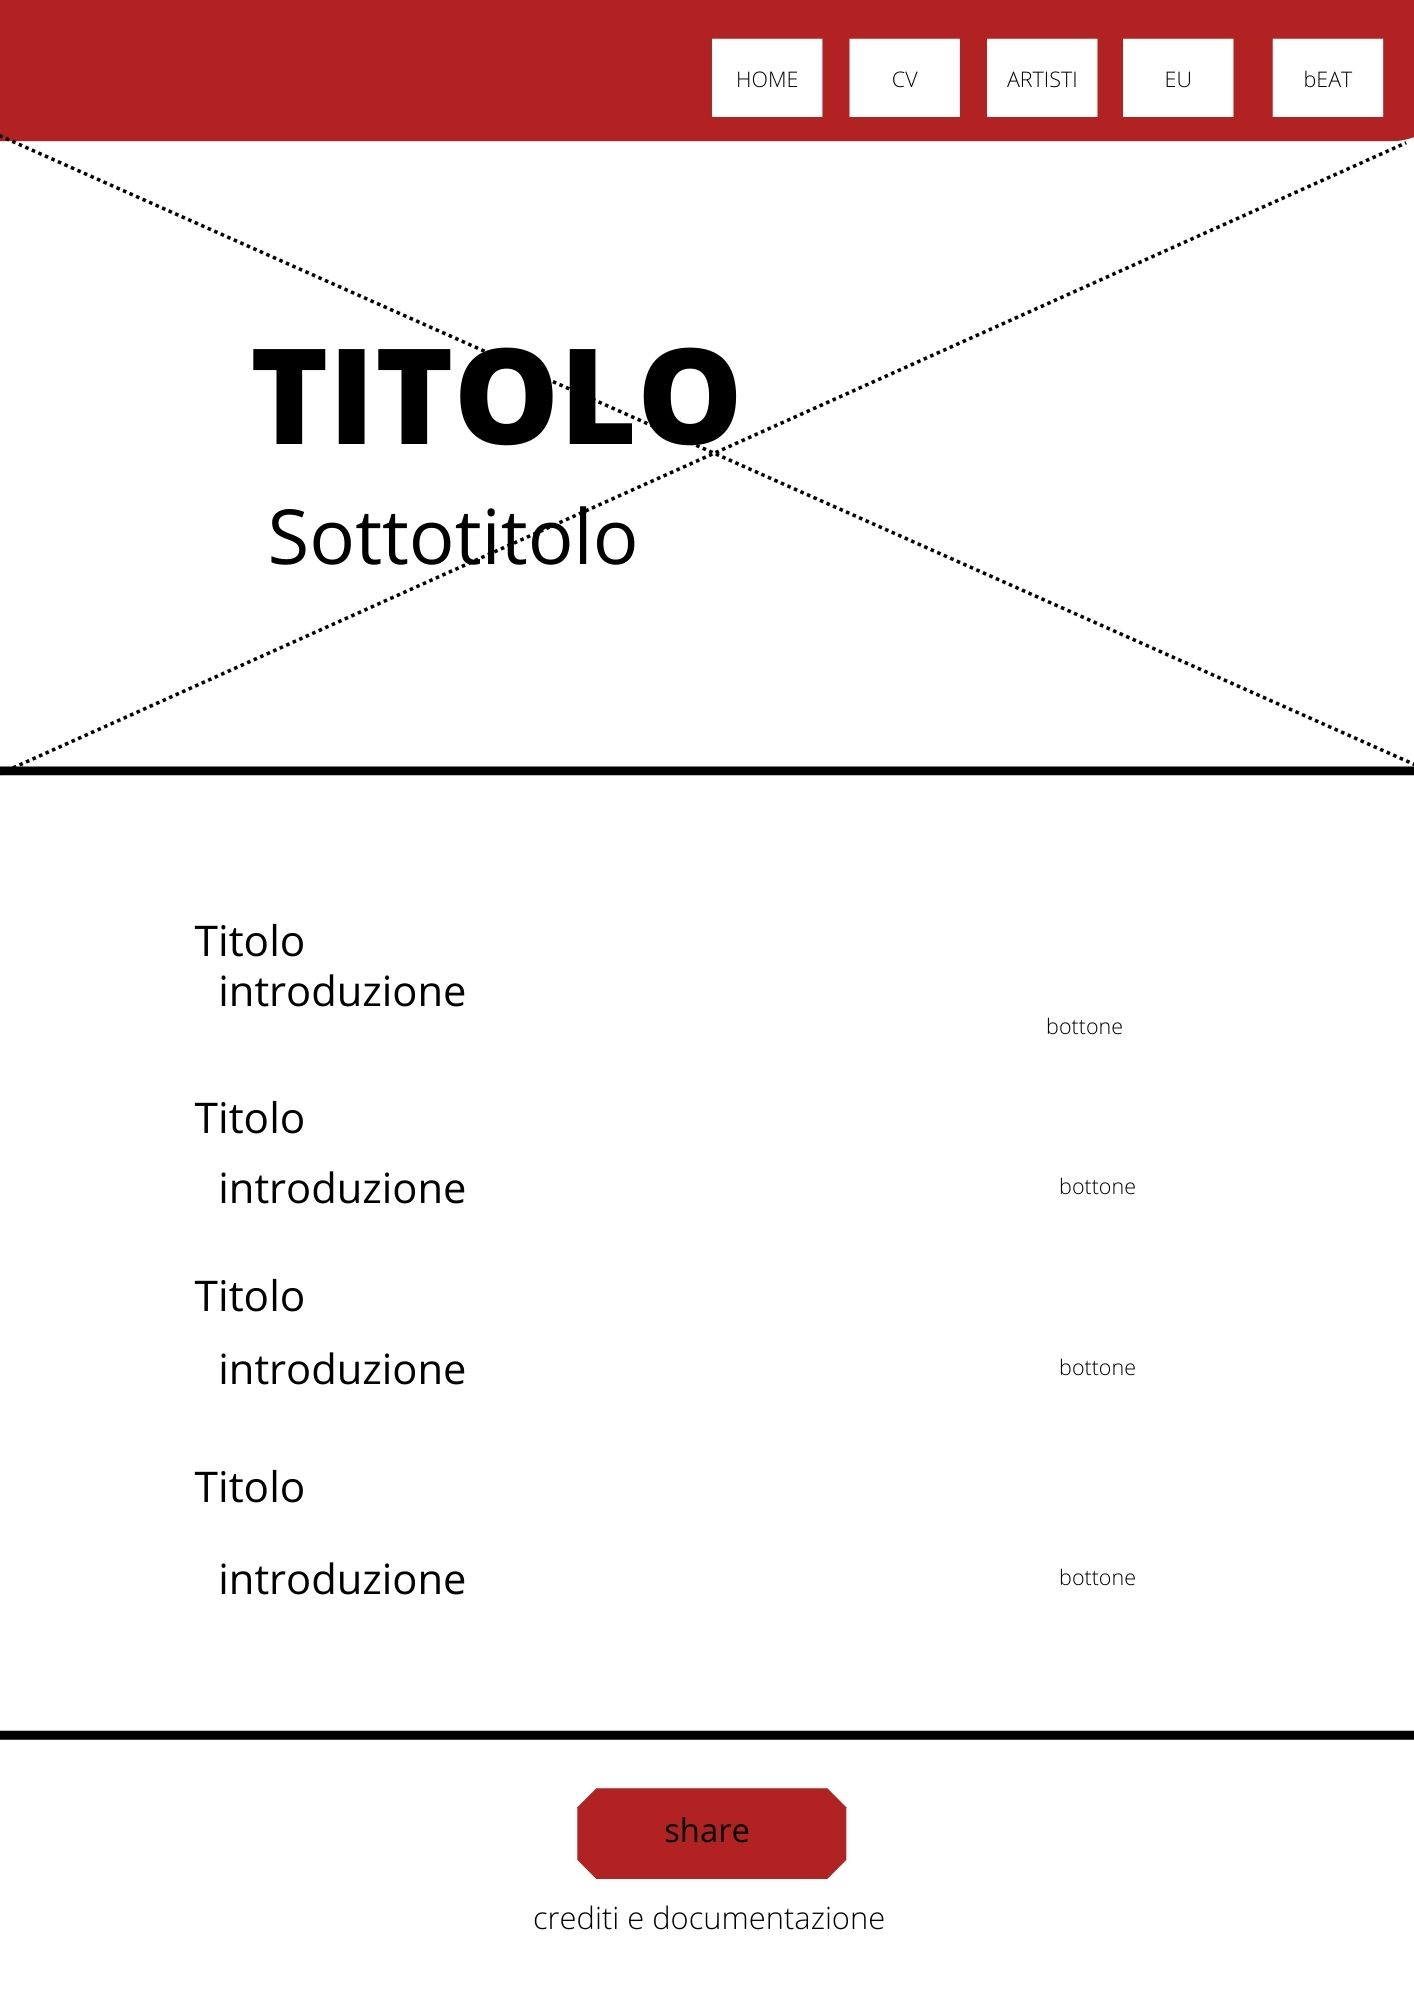 HOME CV ARTISTI EU bEAT
TITOLO
Sottotitolo
Titolo
introduzione
bottone
Titolo
introduzione
bottone
Titolo
introduzione
bottone
Titolo
introduzione
bottone
share
crediti e documentazione